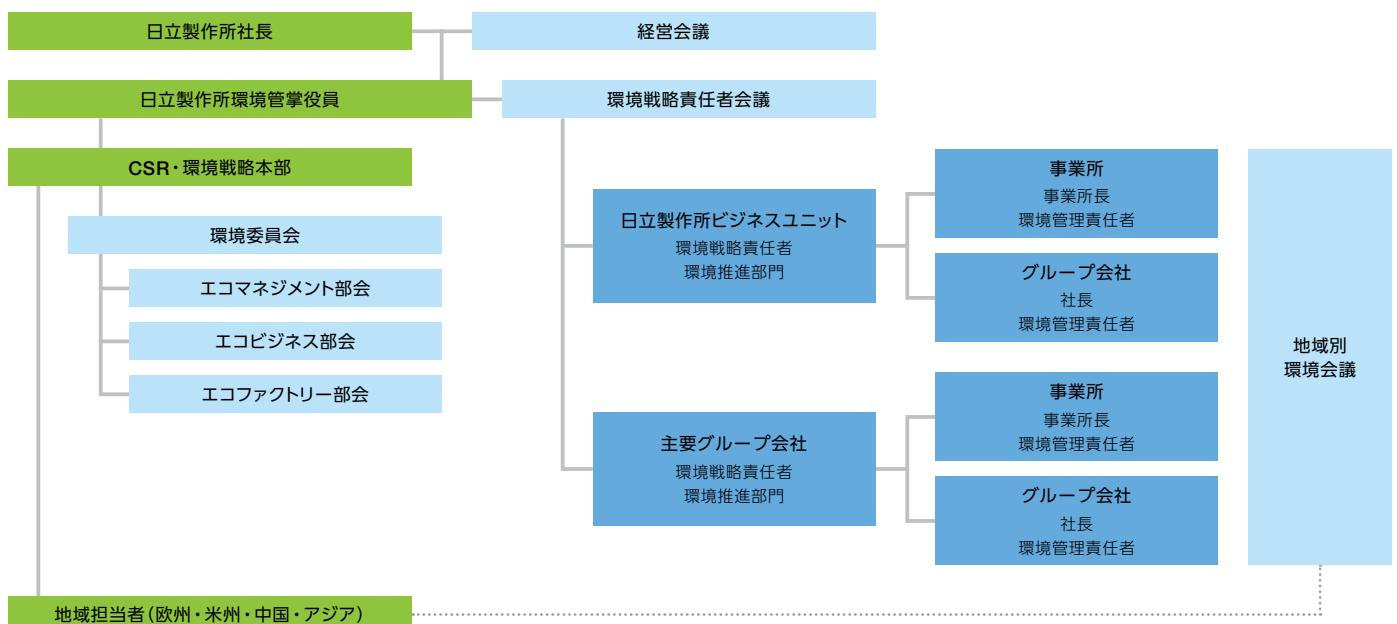 日立製作所社長
経営会議
日立製作所環境管掌役員
環境戦略責任者会議
CSR・環境戦略本部
環境委員会
エコマネジメント部会
エコビジネス部会
エコファクトリー部会
日立製作所ビジネスユニット
環境戦略責任者
環境推進部門
事業所
事業所長
環境管理責任者
グループ会社
社長
環境管理責任者
主要グループ会社
環境戦略責任者
環境推進部門
事業所
事業所長
環境管理責任者
グループ会社
社長
環境管理責任者
地域別
環境会議
地域担当者（欧州・米州・中国・アジア）